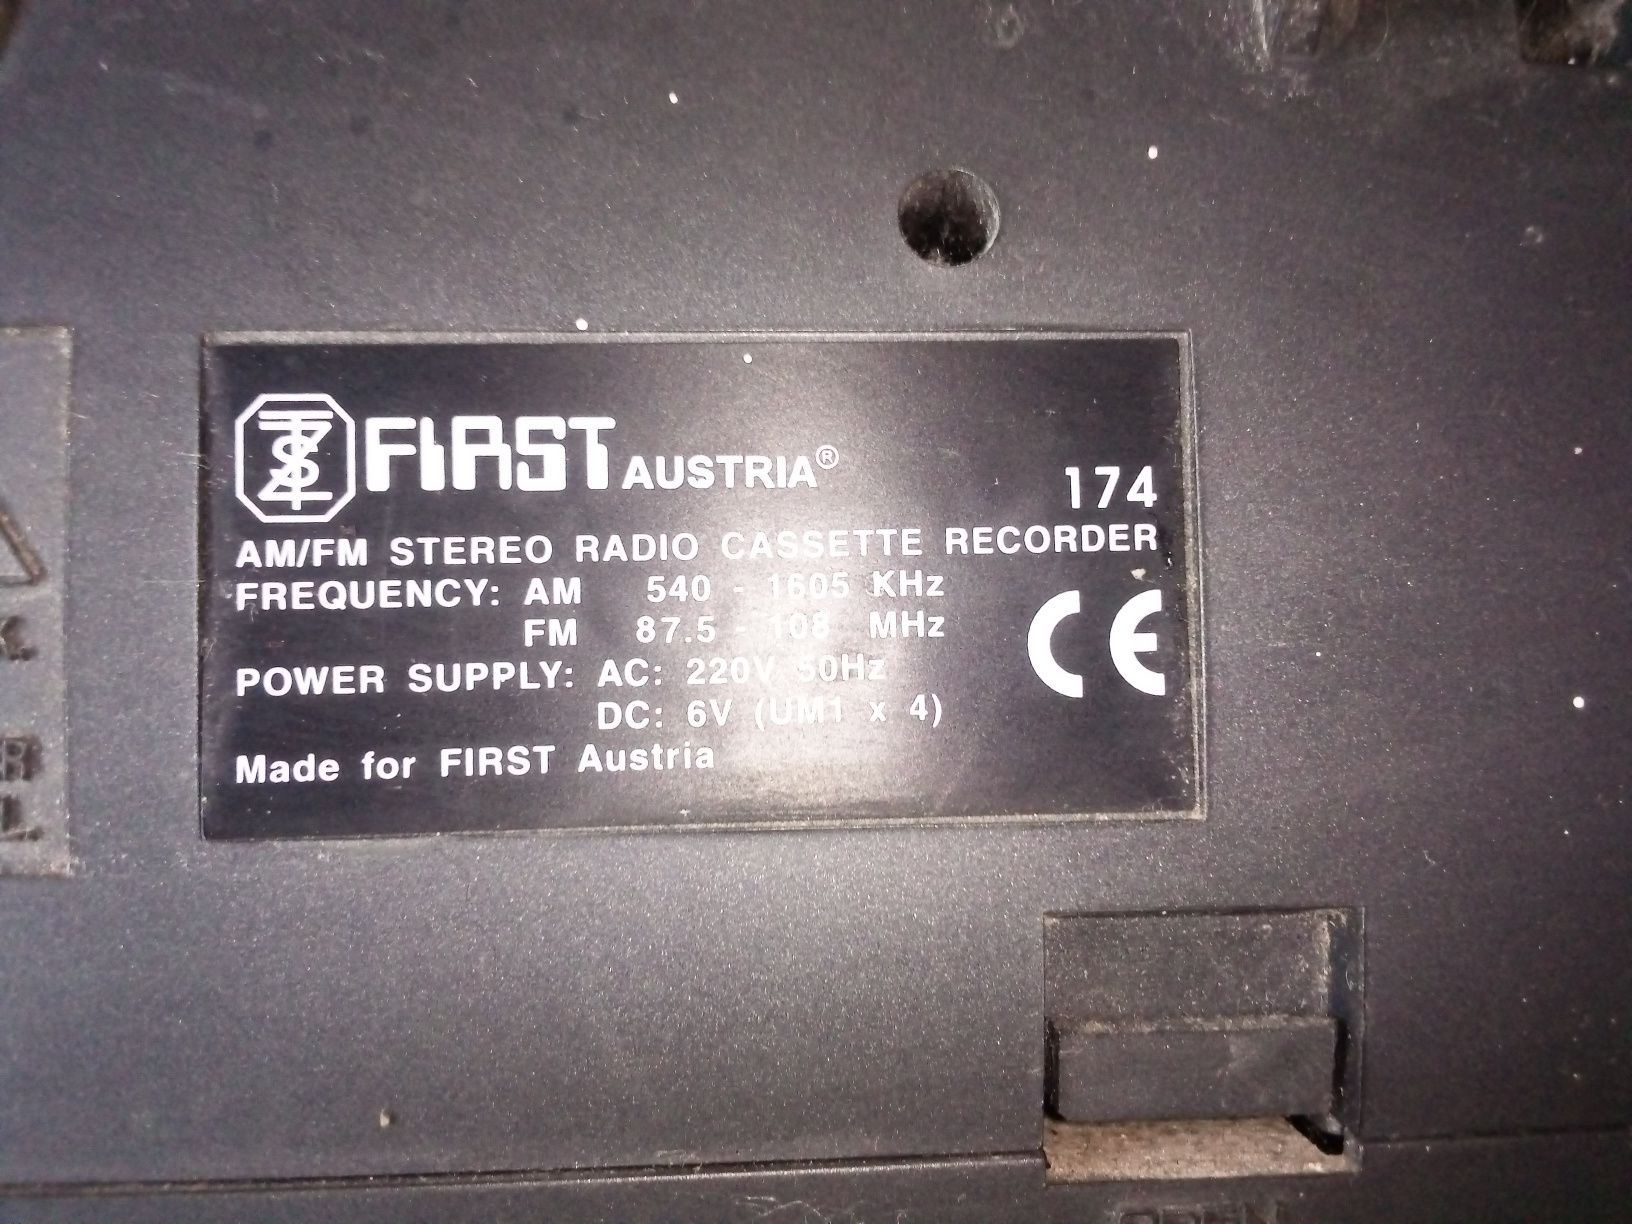 FIRST AUSTRIA®
174
AM/FM STEREO RADIO CASSETTE RECORDER
FREQUENCY: AM 540 - 1605 KHz
FM 87.5 - 108 MHz
POWER SUPPLY: AC: 220V 50Hz
DC: 6V (UM1 x 4)
Made for FIRST Austria
CE